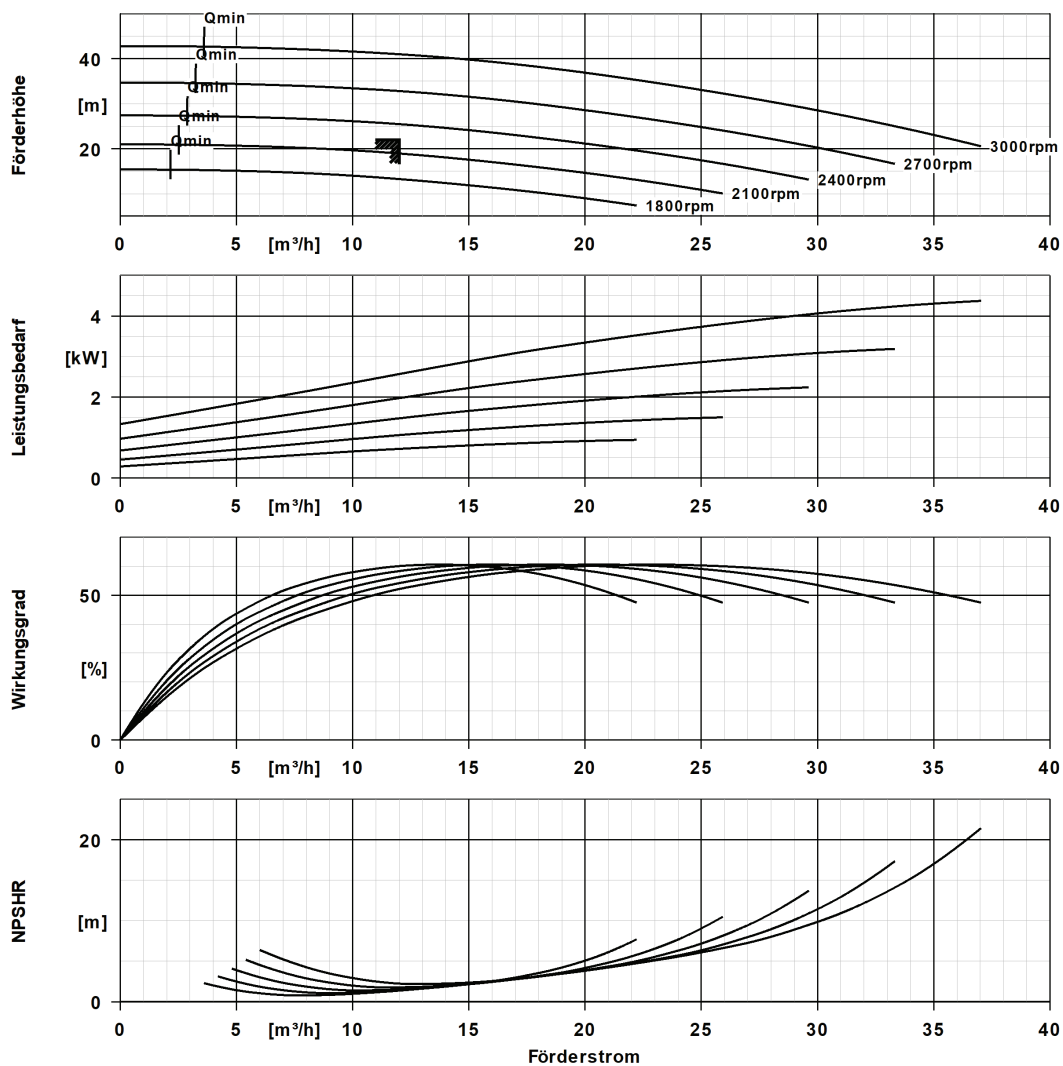 Förderhöhe
[m]
40
20
Qmin
Qmin
Qmin
Qmin
Qmin
3000rpm
2700rpm
2400rpm
2100rpm
1800rpm
0 5 [m³/h] 10 15 20 25 30 35 40
Leistungsbedarf
[kW]
4
2
0
0 5 [m³/h] 10 15 20 25 30 35 40
Wirkungsgrad
[%]
50
0
0 5 [m³/h] 10 15 20 25 30 35 40
NPSHR
[m]
20
0
0 5 [m³/h] 10 15 20 25 30 35 40
Förderstrom